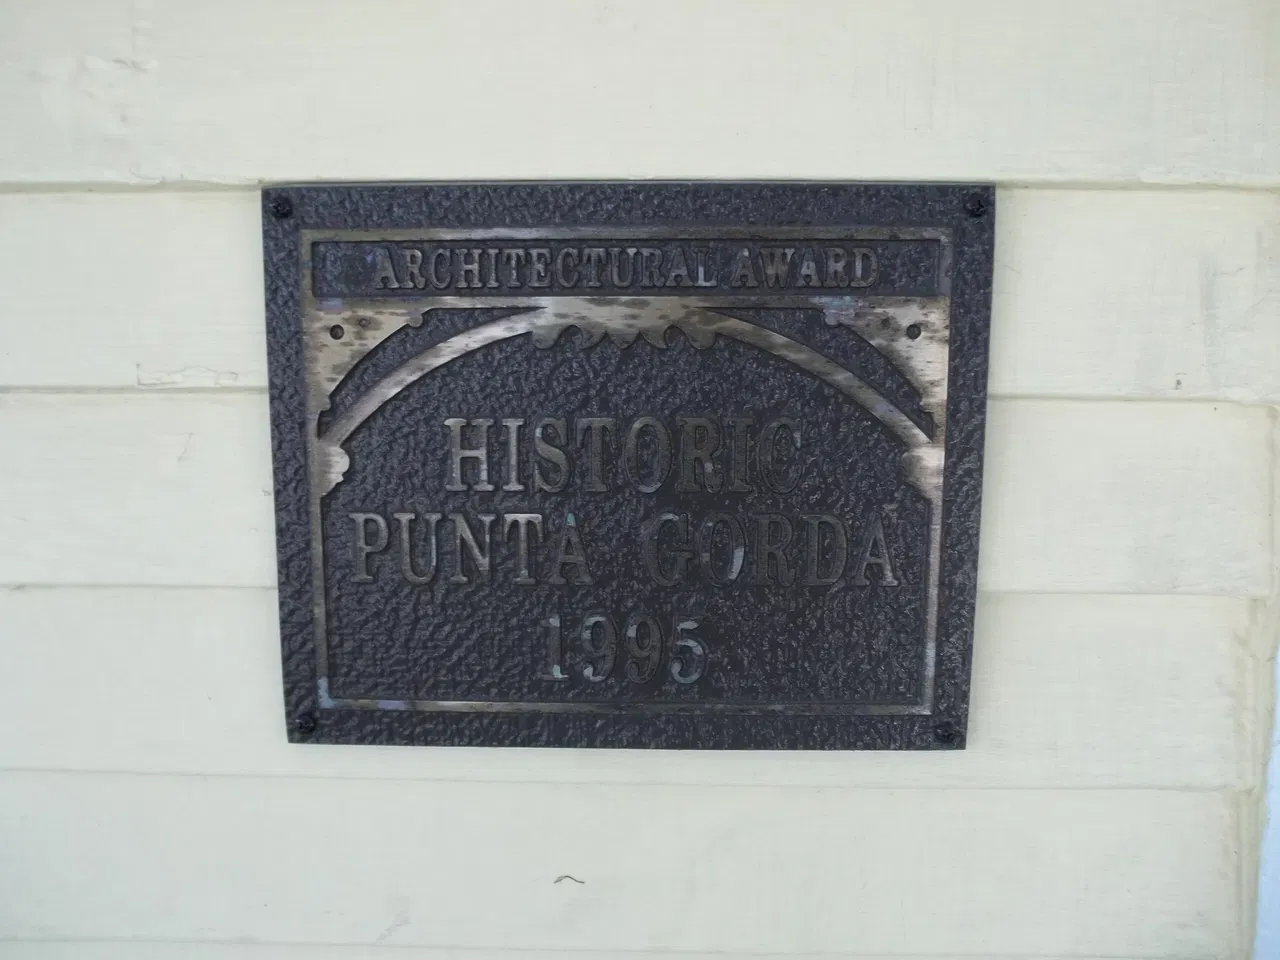 ARCHITECTURAL AWARD
HISTORIC
PUNTA GORDA
1995